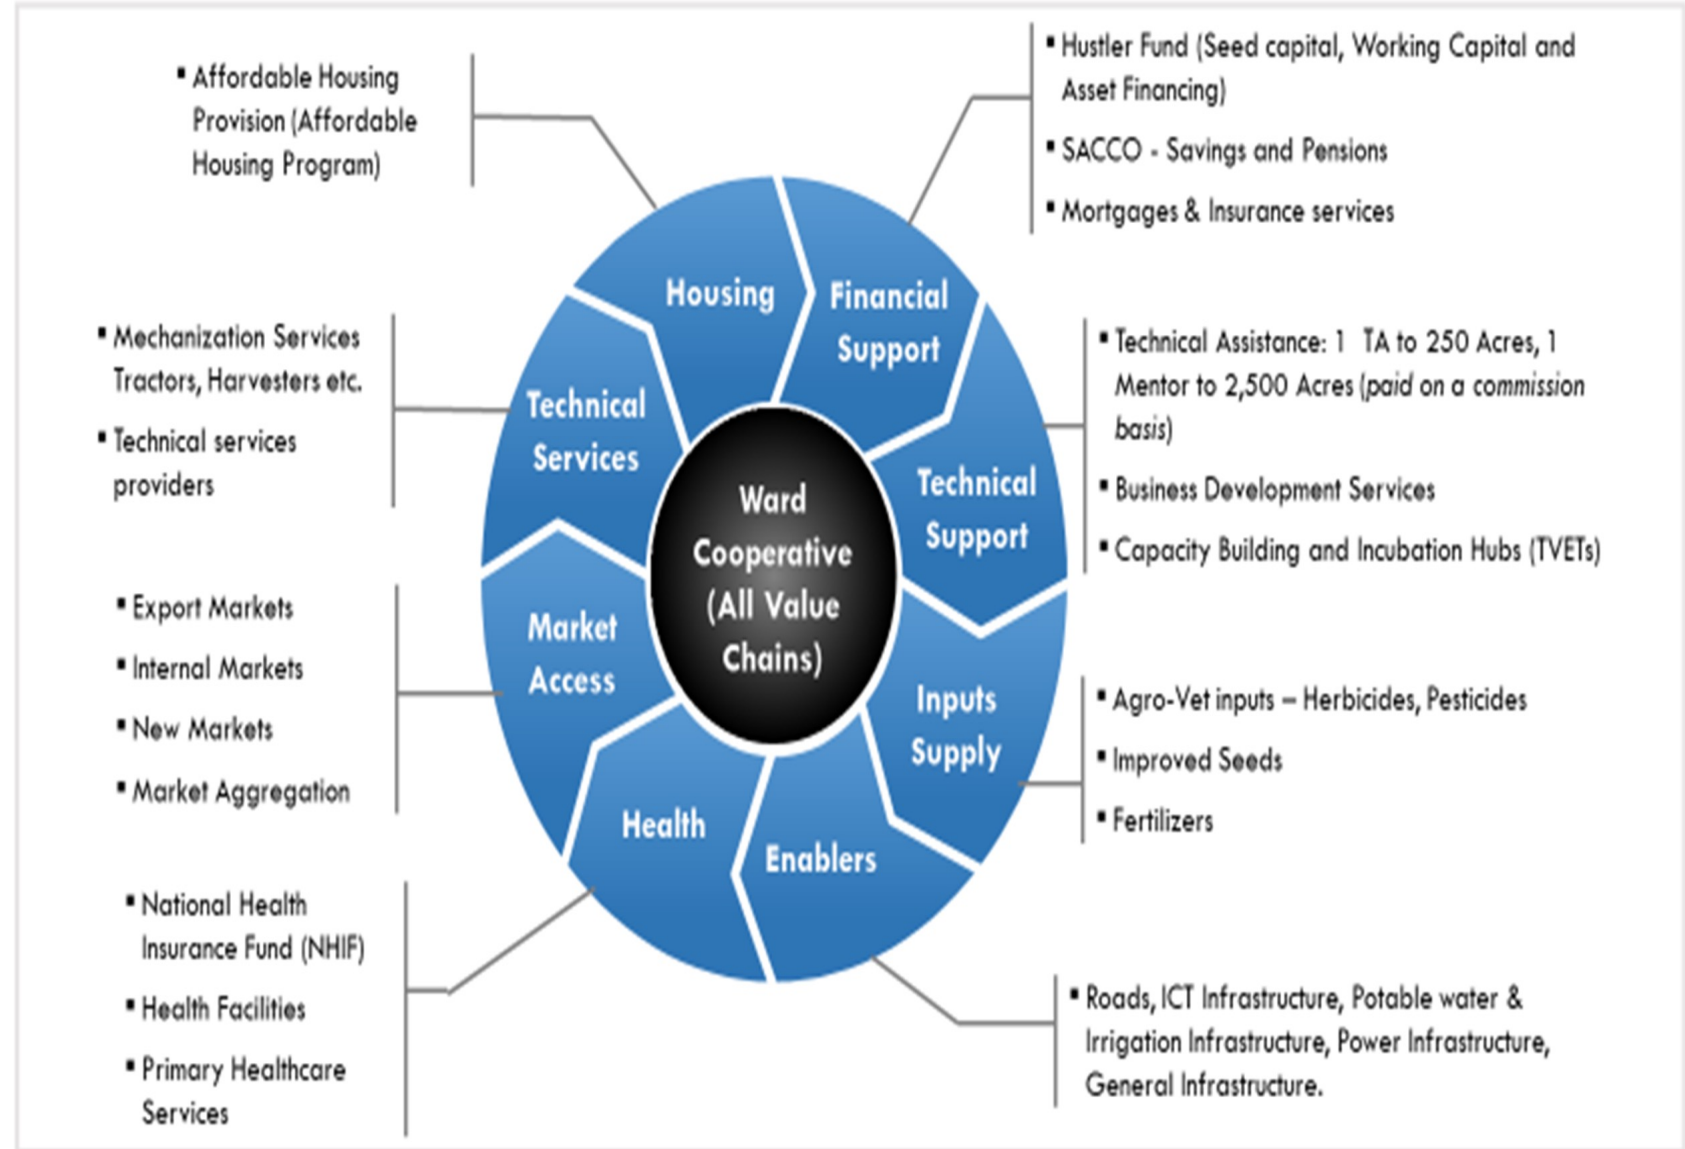 ▪ Affordable Housing
Provision (Affordable
Housing Program)
▪ Hustler Fund (Seed capital, Working Capital and
Asset Financing)
▪ SACCO - Savings and Pensions
▪ Mortgages & Insurance services
▪ Mechanization Services
Tractors, Harvesters etc.
▪ Technical services
providers
▪ Technical Assistance: 1 TA to 250 Acres, 1
Mentor to 2,500 Acres (paid on a commission
basis)
▪ Business Development Services
▪ Capacity Building and Incubation Hubs (TVETs)
▪ Export Markets
▪ Internal Markets
▪ New Markets
▪ Market Aggregation
▪ Agro-Vet inputs – Herbicides, Pesticides
▪ Improved Seeds
▪ Fertilizers
▪ National Health
Insurance Fund (NHIF)
▪ Health Facilities
▪ Primary Healthcare
Services
▪ Roads, ICT Infrastructure, Potable water &
Irrigation Infrastructure, Power Infrastructure,
General Infrastructure.
Housing
Financial
Support
Technical
Support
Inputs
Supply
Enablers
Health
Market
Access
Technical
Services
Ward
Cooperative
(All Value
Chains)